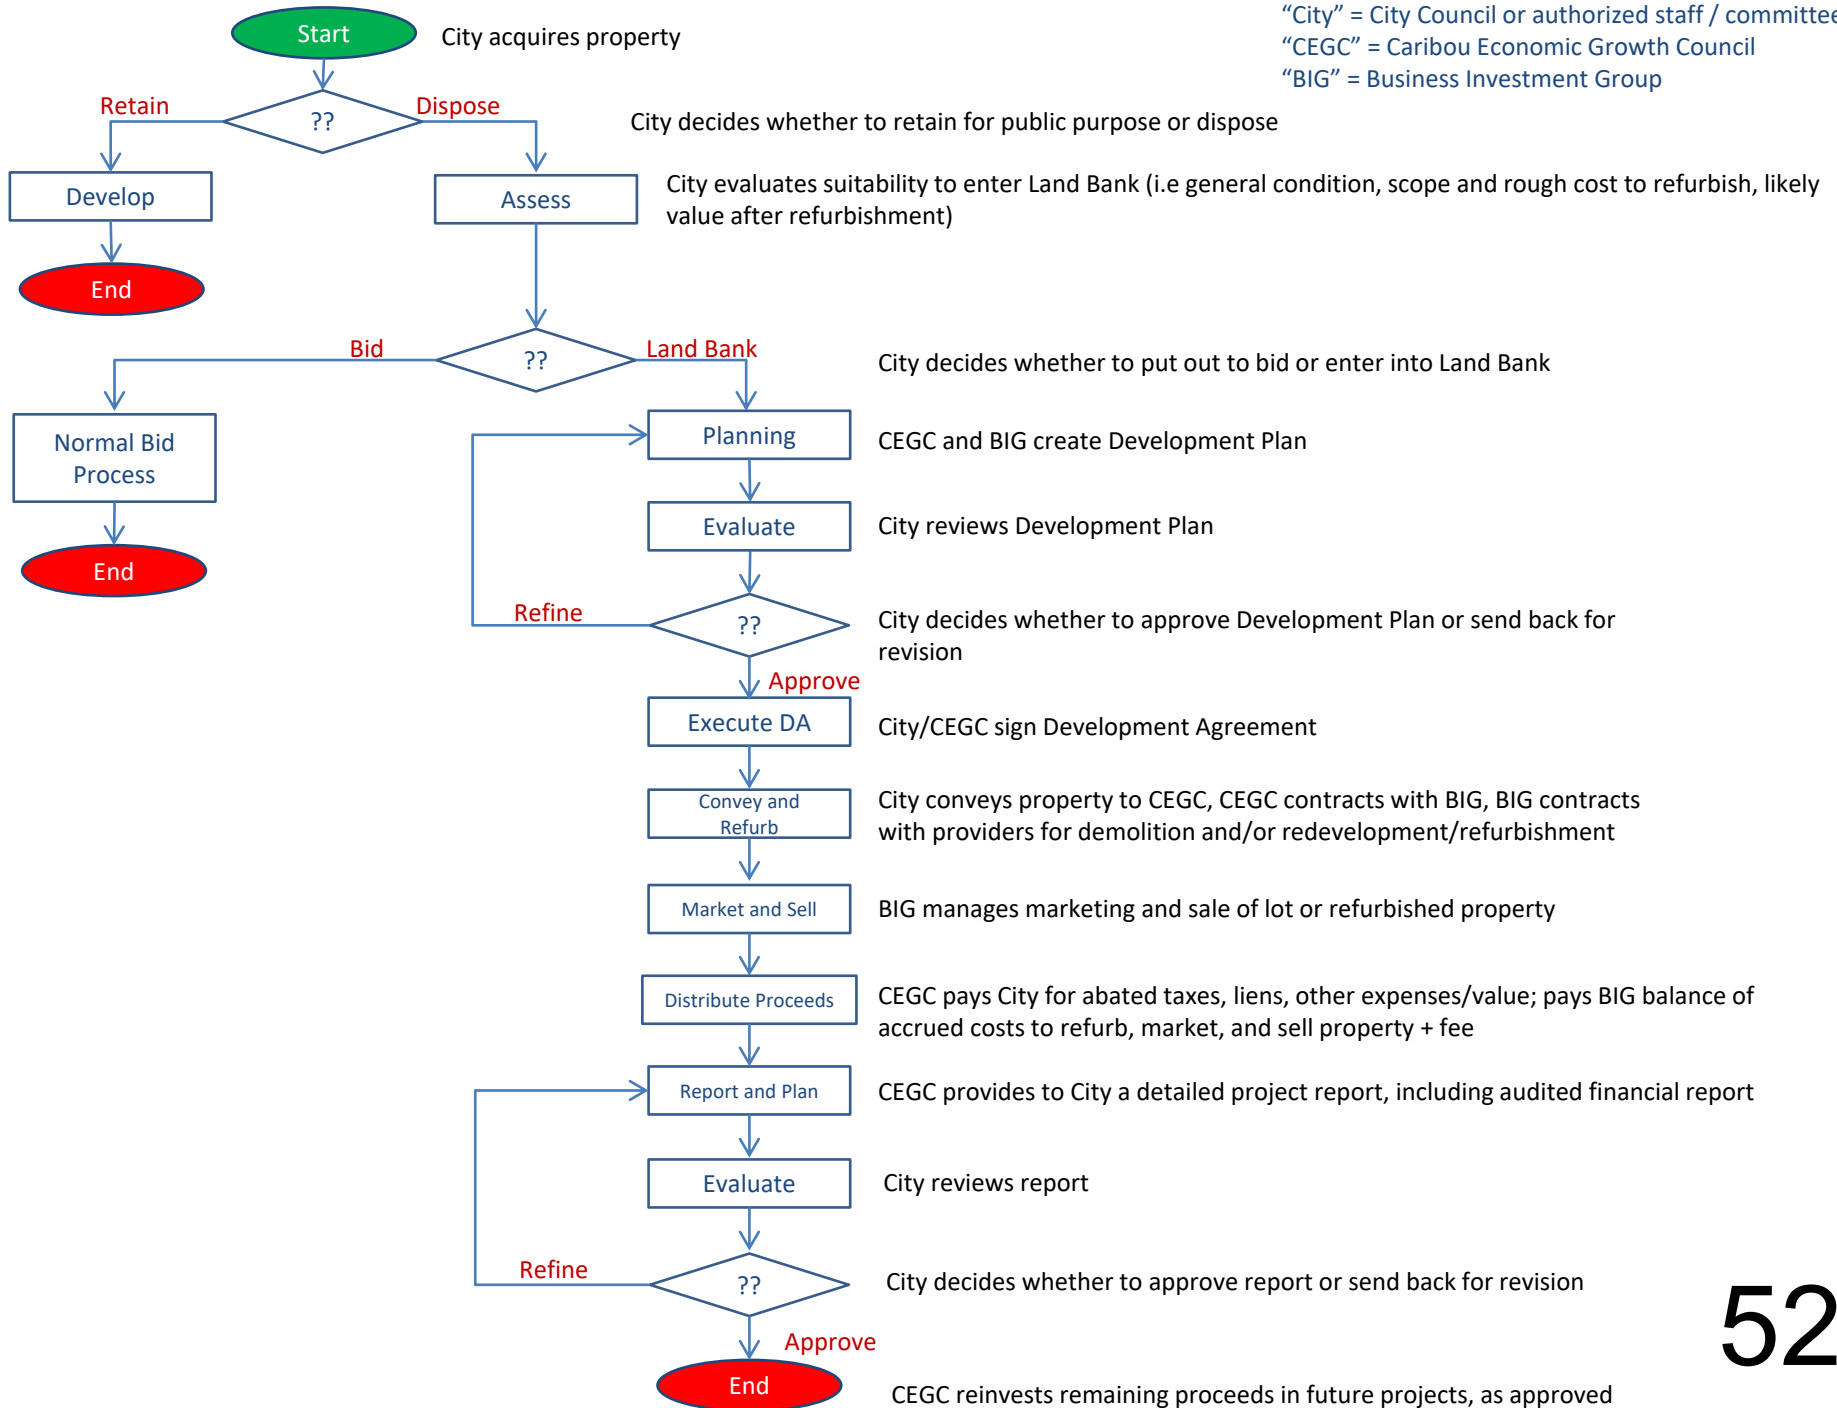 “City” = City Council or authorized staff / committee
“CEGC” = Caribou Economic Growth Council
“BIG” = Business Investment Group
Start
City acquires property
Retain
??
Dispose
City decides whether to retain for public purpose or dispose
Develop
Assess
City evaluates suitability to enter Land Bank (i.e general condition, scope and rough cost to refurbish, likely
value after refurbishment)
End
Bid
??
Land Bank
City decides whether to put out to bid or enter into Land Bank
Normal Bid
Process
Planning
CEGC and BIG create Development Plan
Evaluate
City reviews Development Plan
End
Refine
??
City decides whether to approve Development Plan or send back for
revision
Approve
Execute DA
City/CEGC sign Development Agreement
Convey and
Refurb
City conveys property to CEGC, CEGC contracts with BIG, BIG contracts
with providers for demolition and/or redevelopment/refurbishment
Market and Sell
BIG manages marketing and sale of lot or refurbished property
Distribute Proceeds
CEGC pays City for abated taxes, liens, other expenses/value; pays BIG balance of
accrued costs to refurb, market, and sell property + fee
Report and Plan
CEGC provides to City a detailed project report, including audited financial report
Evaluate
City reviews report
Refine
??
City decides whether to approve report or send back for revision
Approve
End
CEGC reinvests remaining proceeds in future projects, as approved
52